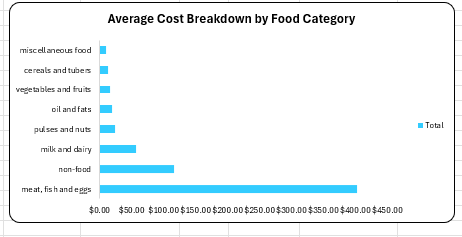 Average Cost Breakdown by Food Category
miscellaneous food
cereals and tubers
vegetables and fruits
oil and fats
pulses and nuts
milk and dairy
non-food
meat, fish and eggs
Total
$0.00 $50.00 $100.00 $150.00 $200.00 $250.00 $300.00 $350.00 $400.00 $450.00